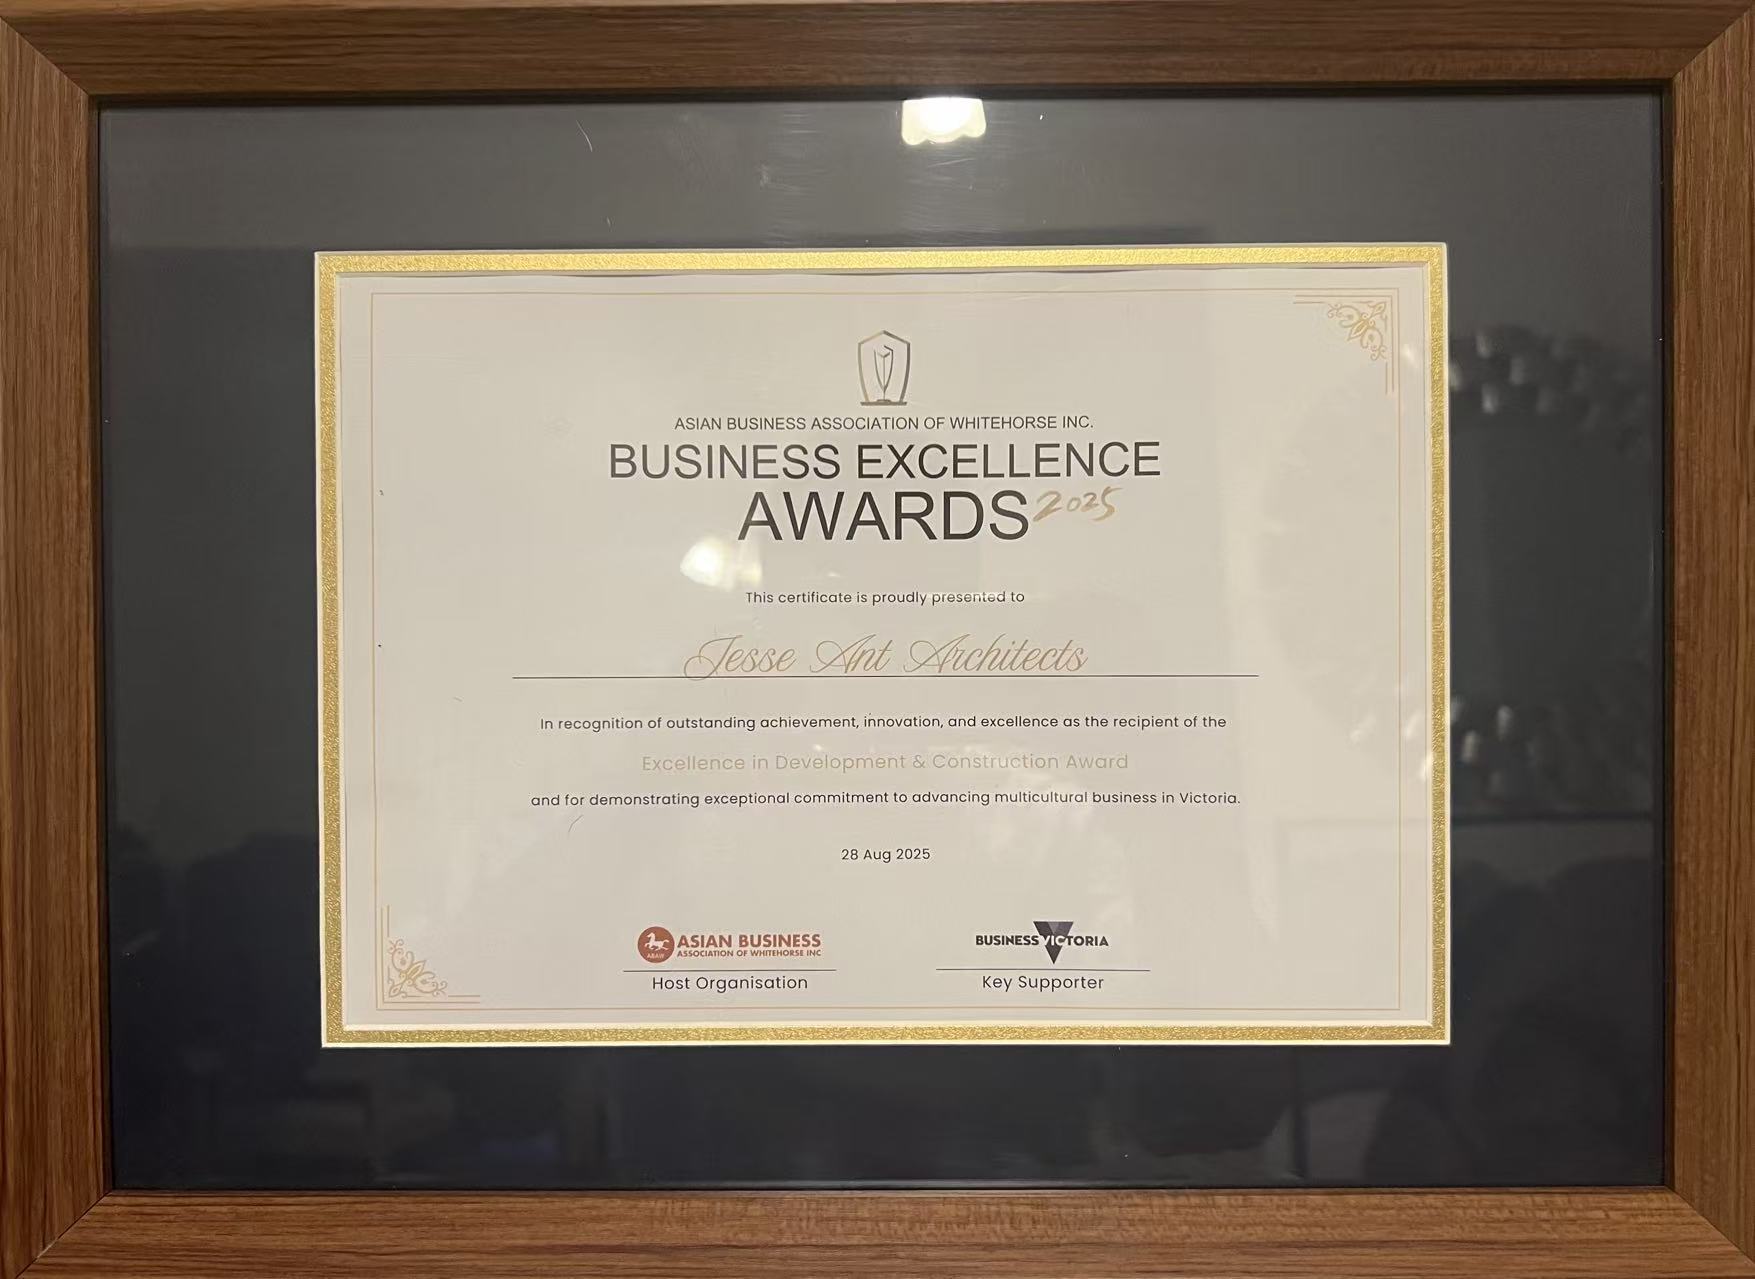 ASIAN BUSINESS ASSOCIATION OF WHITEHORSE INC.
BUSINESS EXCELLENCE
AWARDS 2025
This certificate is proudly presented to
Jesse Ant Architects
In recognition of outstanding achievement, innovation, and excellence as the recipient of the
Excellence in Development & Construction Award
and for demonstrating exceptional commitment to advancing multicultural business in Victoria.
28 Aug 2025
ABAW
ASIAN BUSINESS
ASSOCIATION OF WHITEHORSE INC
Host Organisation
BUSINESS VICTORIA
Key Supporter